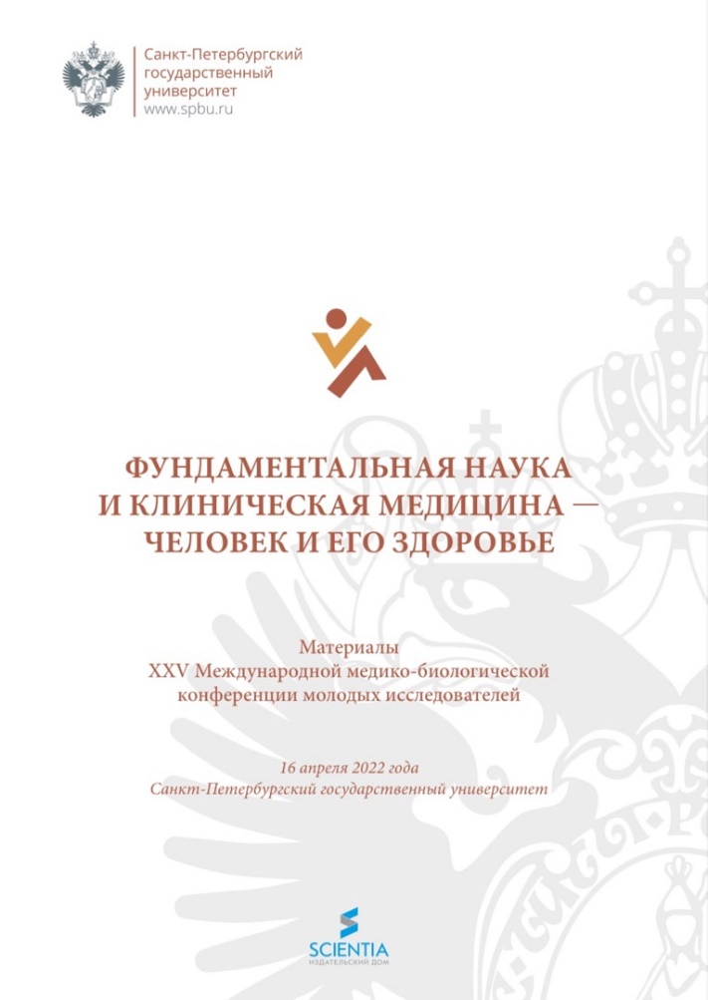 Санкт-Петербургский
государственный
университет
www.spbu.ru
ФУНДАМЕНТАЛЬНАЯ НАУКА
И КЛИНИЧЕСКАЯ МЕДИЦИНА —
ЧЕЛОВЕК И ЕГО ЗДОРОВЬЕ
Материалы
XXV Международной медико-биологической
конференции молодых исследователей
16 апреля 2022 года
Санкт-Петербургский государственный университет
SCIENTIA
ИЗДАТЕЛЬСКИЙ ДОМ